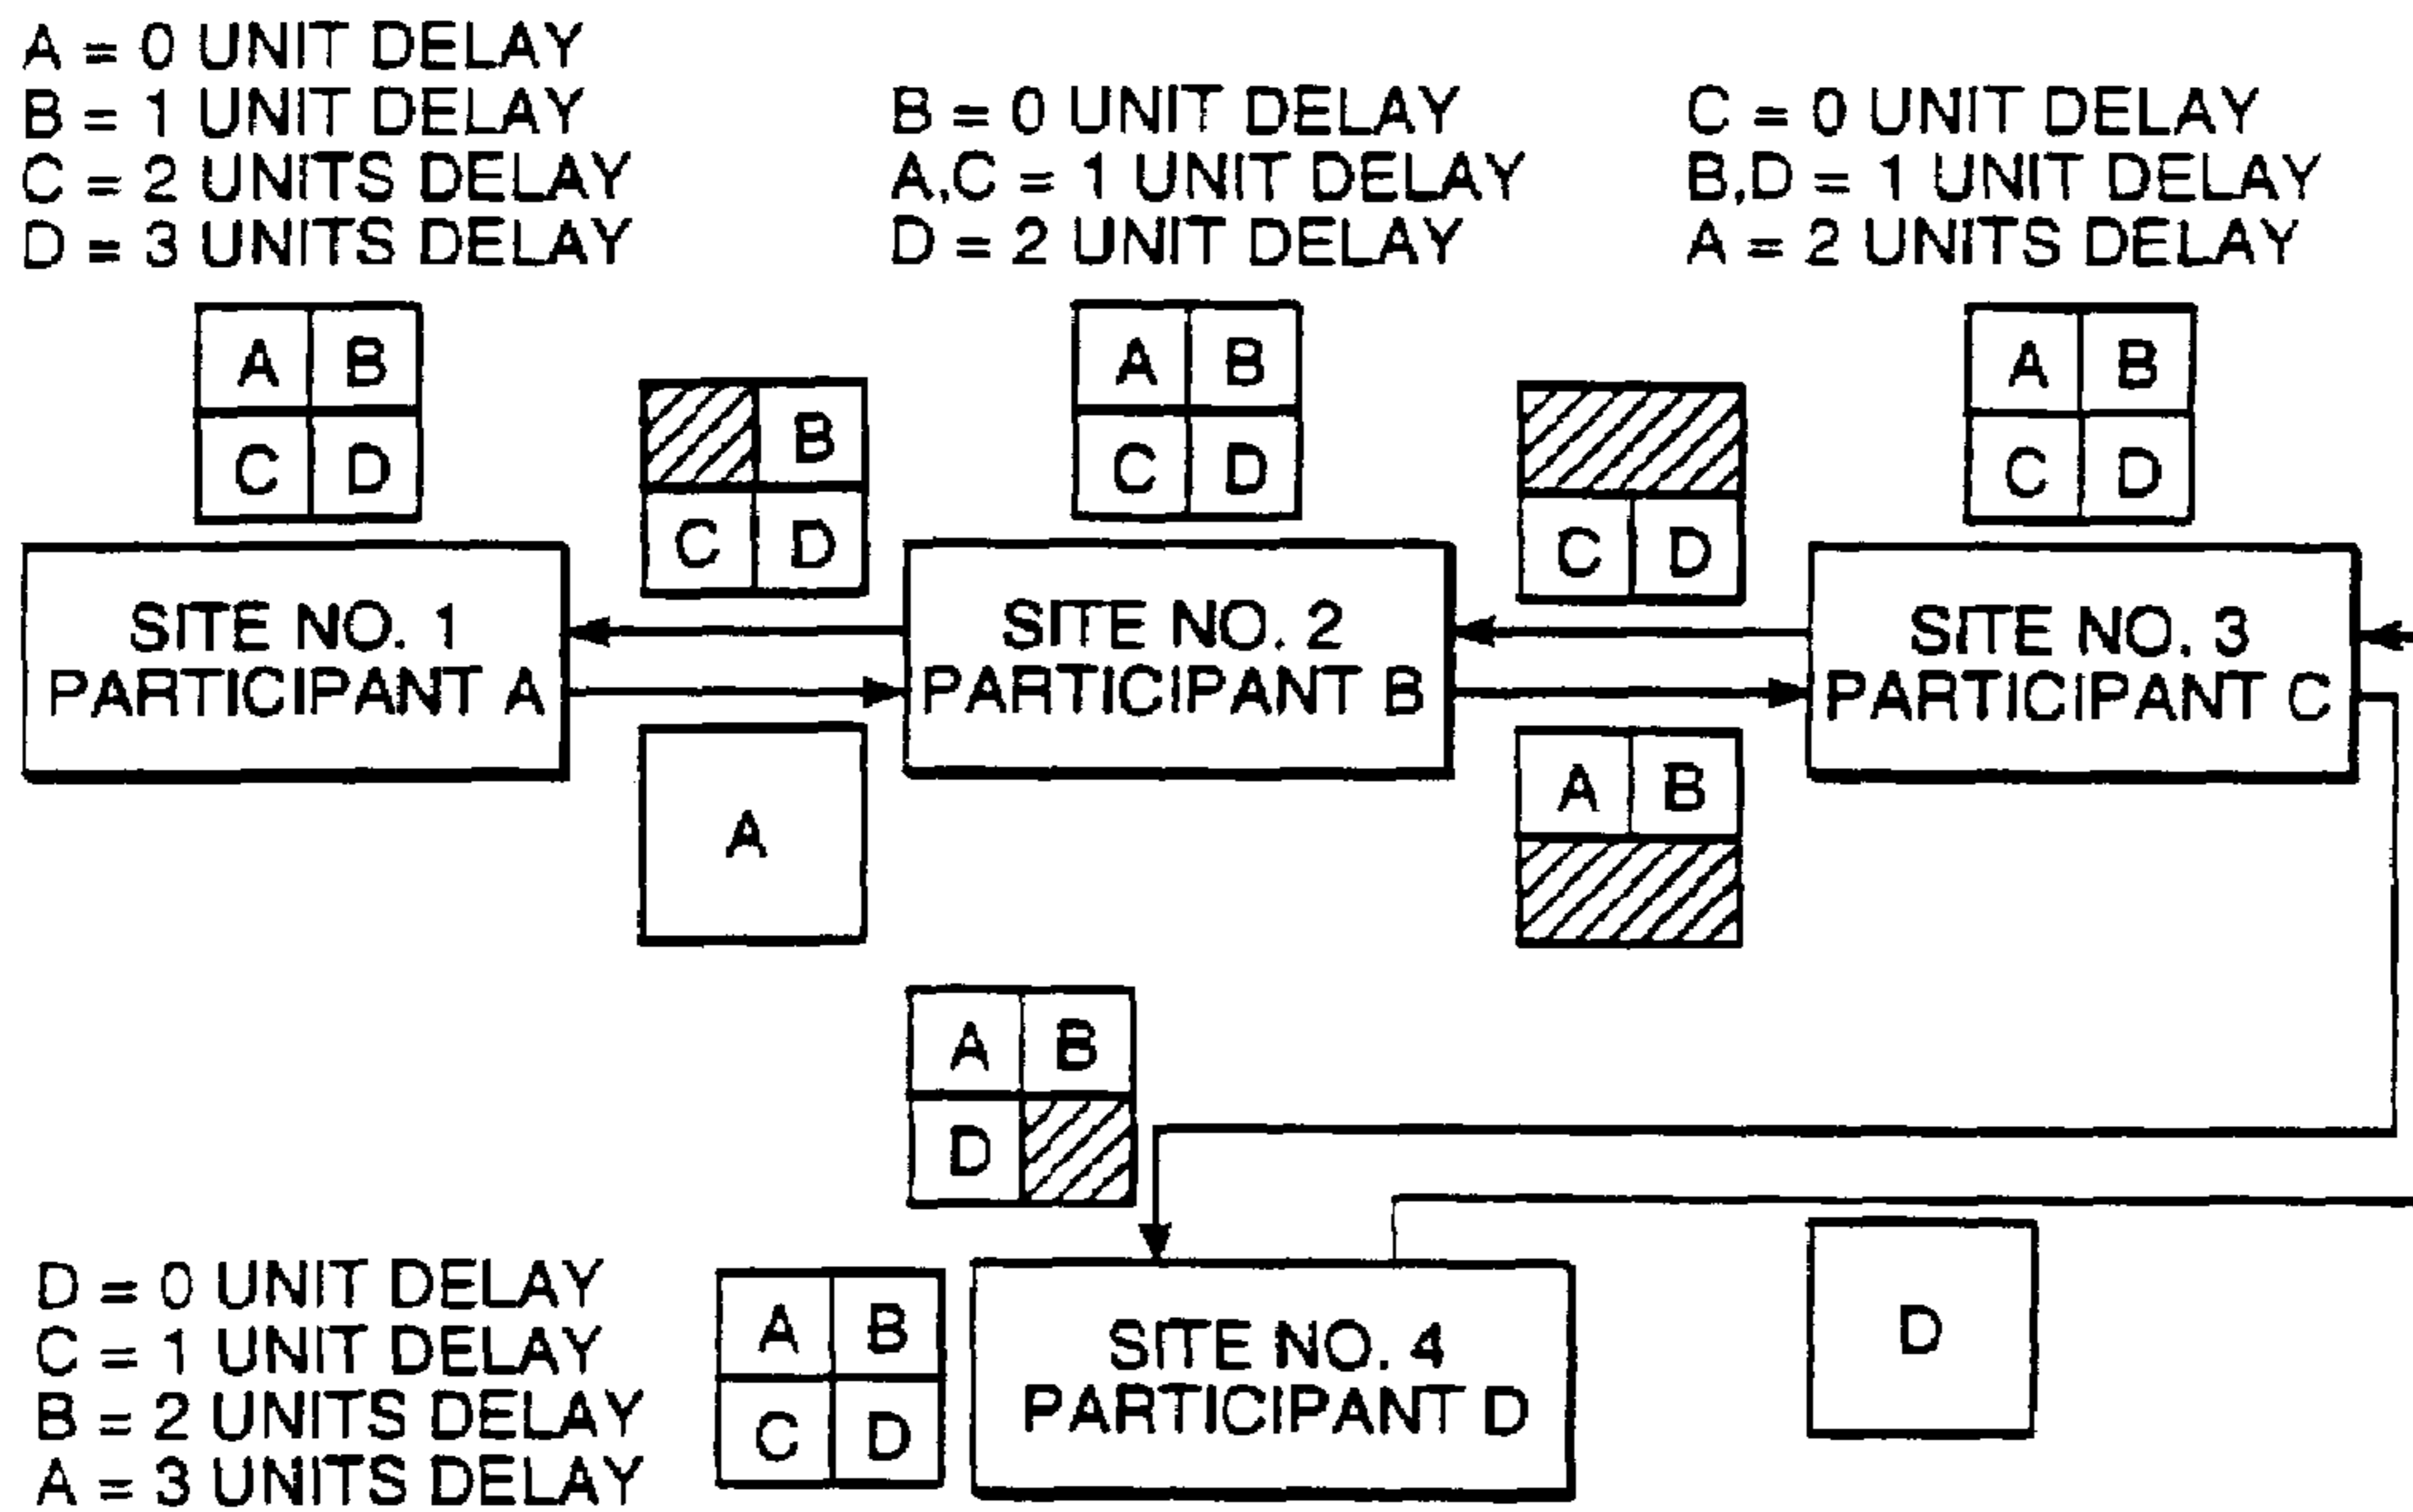 A = 0 UNIT DELAY
B = 1 UNIT DELAY
C = 2 UNITS DELAY
D = 3 UNITS DELAY
B = 0 UNIT DELAY
A,C = 1 UNIT DELAY
D = 2 UNIT DELAY
C = 0 UNIT DELAY
B,D = 1 UNIT DELAY
A = 2 UNITS DELAY
A B
C D
B
C D
A B
C D
C D
A B
C D
SITE NO. 1
PARTICIPANT A
SITE NO. 2
PARTICIPANT B
SITE NO. 3
PARTICIPANT C
A
A B
A B
D
D = 0 UNIT DELAY
C = 1 UNIT DELAY
B = 2 UNITS DELAY
A = 3 UNITS DELAY
A B
C D
SITE NO. 4
PARTICIPANT D
D